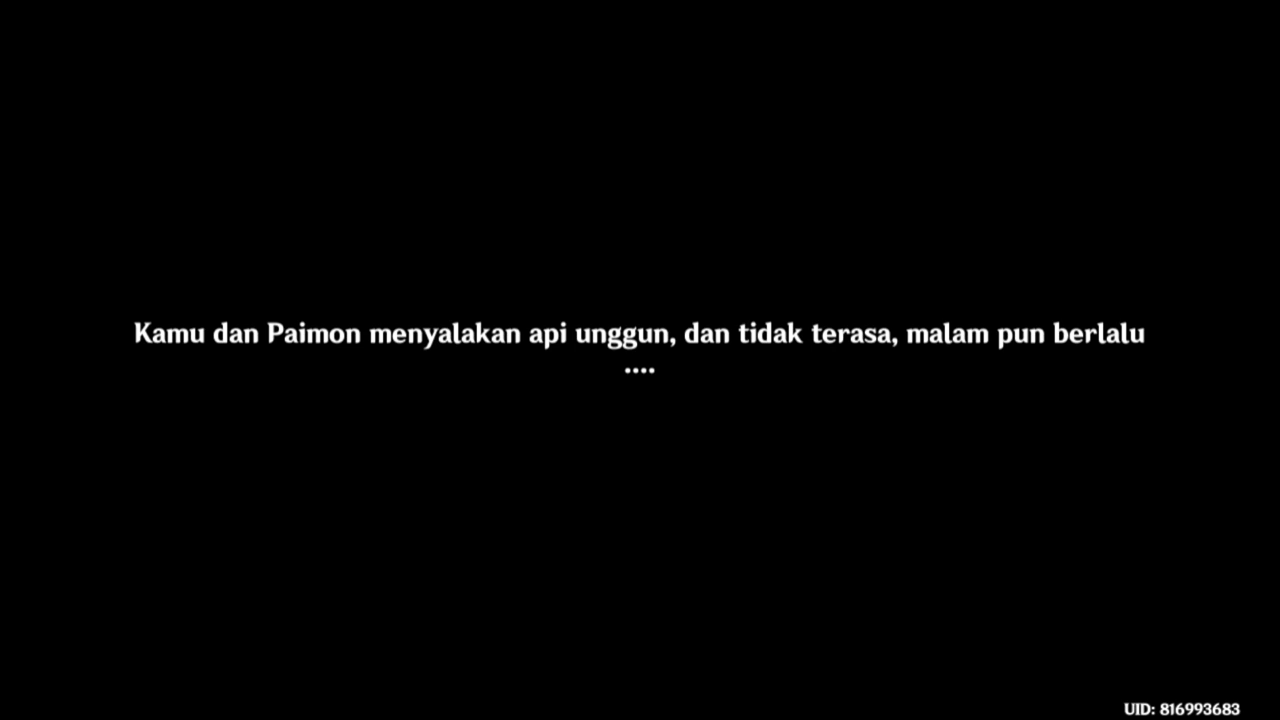 Kamu dan Paimon menyalakan api unggun, dan tidak terasa, malam pun berlalu
....
UID: 816993683